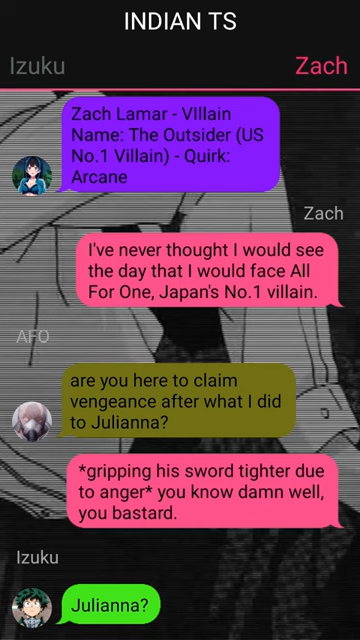 INDIAN TS
Izuku
Zach
Zach Lamar - VIllain
Name: The Outsider (US
No.1 Villain) - Quirk:
Arcane
Zach
I've never thought I would see
the day that I would face All
For One, Japan's No.1 villain.
AFO
are you here to claim
vengeance after what I did
to Julianna?
*gripping his sword tighter due
to anger* you know damn well,
you bastard.
Izuku
Julianna?